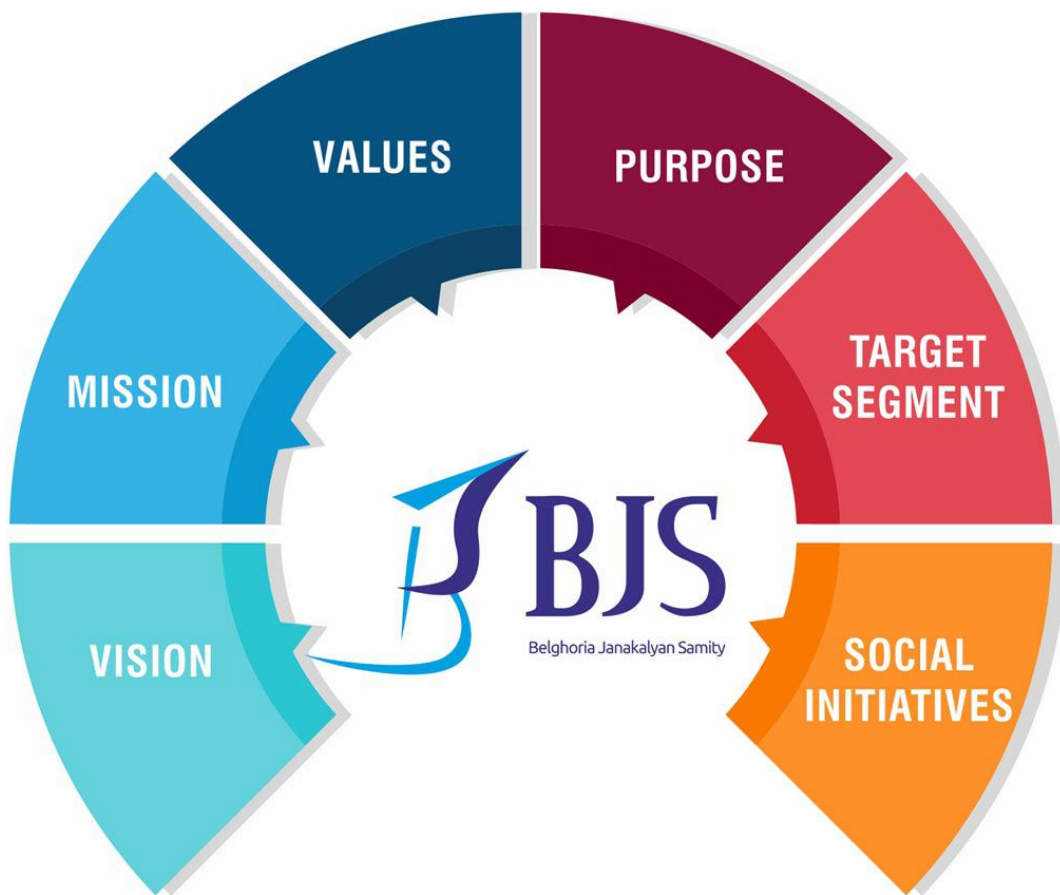 VALUES
PURPOSE
MISSION
TARGET
SEGMENT
VISION
SOCIAL
INITIATIVES
BJS
Belghoria Janakalyan Samity